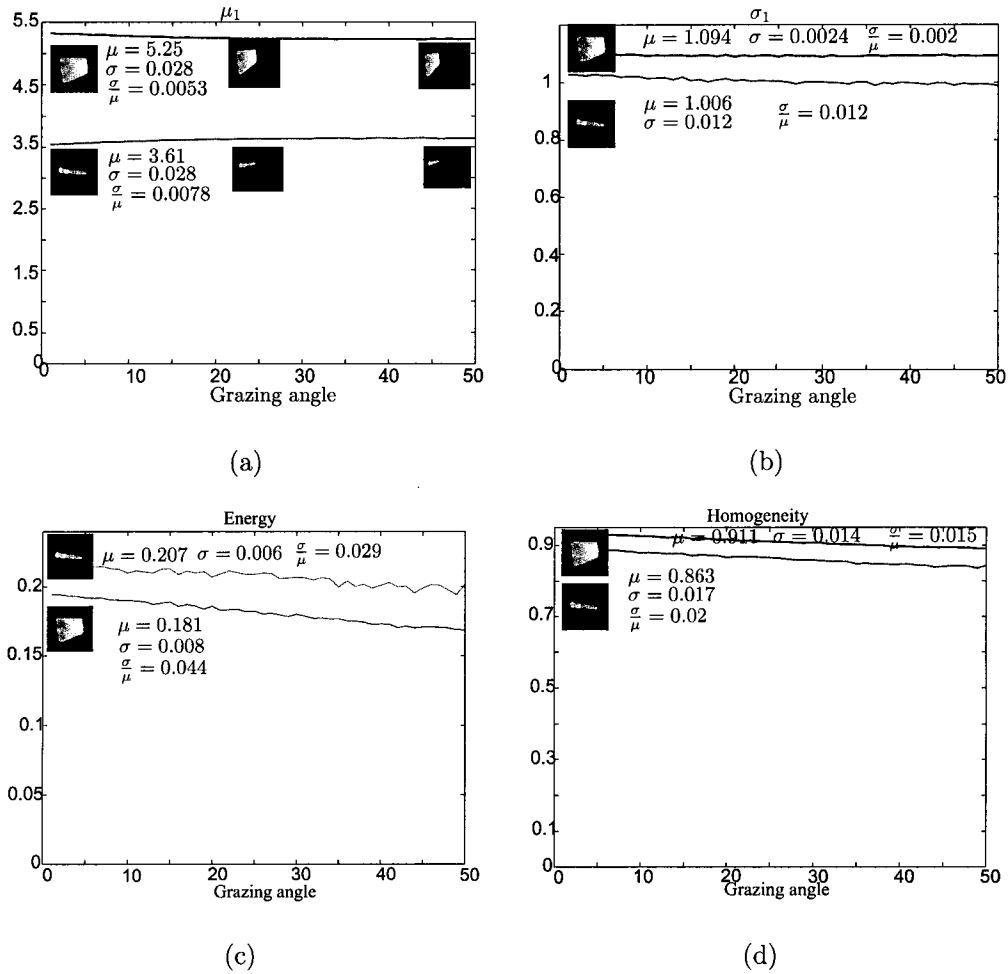 μ₁
5.5
4.5
3.5
2.5
1.5
0.5
0
μ = 5.25
σ = 0.028
σ/μ = 0.0053
μ = 3.61
σ = 0.028
σ/μ = 0.0078
10 20 30 40 50
Grazing angle
(a)
σ₁
1
0.8
0.6
0.4
0.2
0
μ = 1.094 σ = 0.0024 σ/μ = 0.002
μ = 1.006
σ = 0.012 σ/μ = 0.012
10 20 30 40 50
Grazing angle
(b)
Energy
0.2
0.15
0.1
0.05
0
μ = 0.207 σ = 0.006 σ/μ = 0.029
μ = 0.181
σ = 0.008
σ/μ = 0.044
0 10 20 30 40 50
Grazing angle
(c)
Homogeneity
0.9
0.7
0.5
0.3
0.1
0
μ = 0.911 σ = 0.014 σ/μ = 0.015
μ = 0.863
σ = 0.017
σ/μ = 0.02
0 10 20 30 40 50
Grazing angle
(d)